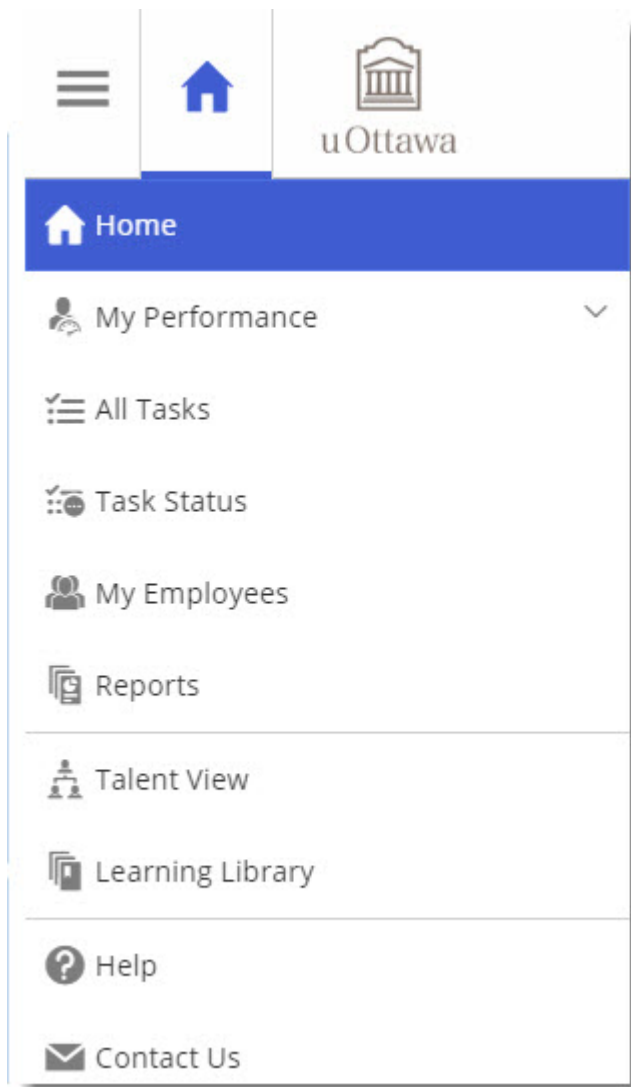 uOttawa
Home
My Performance
All Tasks
Task Status
My Employees
Reports
Talent View
Learning Library
Help
Contact Us